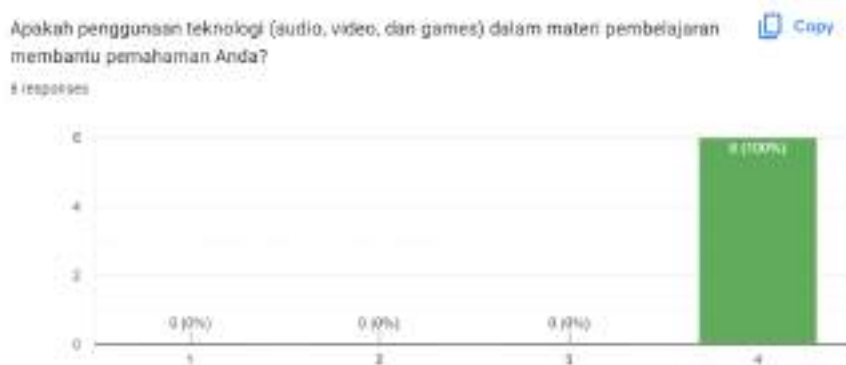 Apakah penggunaan teknologi (audio, video, dan games) dalam materi pembelajaran
Copy
membantu pemahaman Anda?
6 responses
6
6 (100%)
4
2
0 (0%) 0 (0%) 0 (0%)
0
1 2 3 4